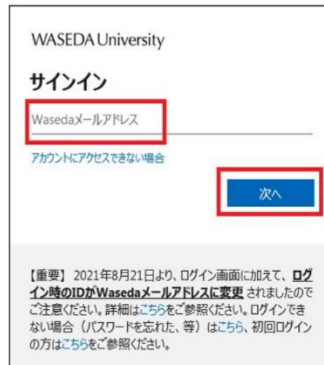 WASEDA University
サインイン
Wasedaメールアドレス
アカウントにアクセスできない場合
次へ
【重要】 2021年8月21日より、ログイン画面に加えて、ログ
イン時のIDがWasedaメールアドレスに変更 されましたので
ご注意ください。詳細はこちらをご参照ください。ログインでき
ない場合（パスワードを忘れた、等）はこちら、初回ログイン
の方はこちらをご参照ください。